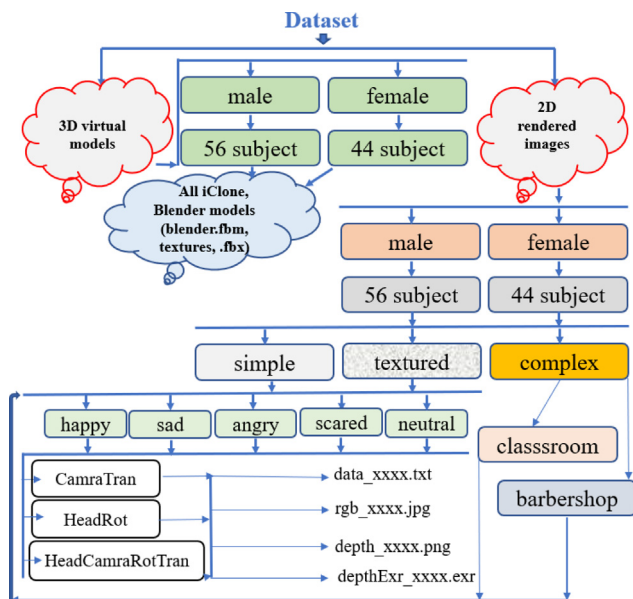 Dataset
3D virtual
models
male
female
56 subject
44 subject
2D
rendered
images
All iClone,
Blender models
(blender.fbm,
textures, .fbx)
male
female
56 subject
44 subject
simple
textured
complex
happy
sad
angry
scared
neutral
classsroom
barbershop
CamraTran
HeadRot
HeadCamraRotTran
data_xxxx.txt
rgb_xxxx.jpg
depth_xxxx.png
depthExr_xxxx.exr